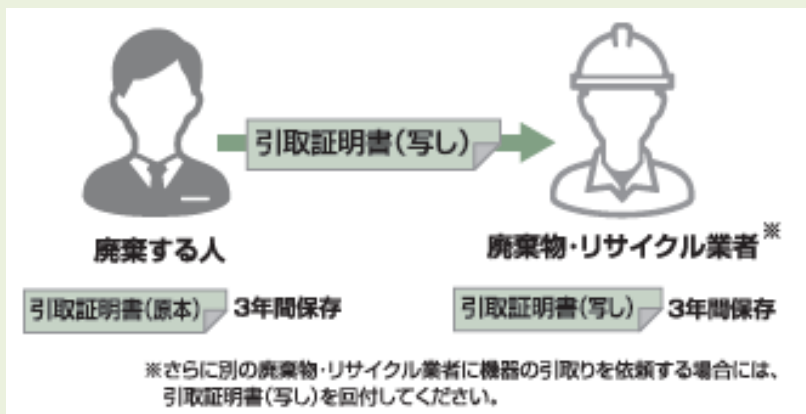 引取証明書(写し)
廃棄する人
廃棄物・リサイクル業者※
引取証明書(原本) 3年間保存
引取証明書(写し) 3年間保存
※さらに別の廃棄物・リサイクル業者に機器の引取りを依頼する場合には、
引取証明書(写し)を回付してください。